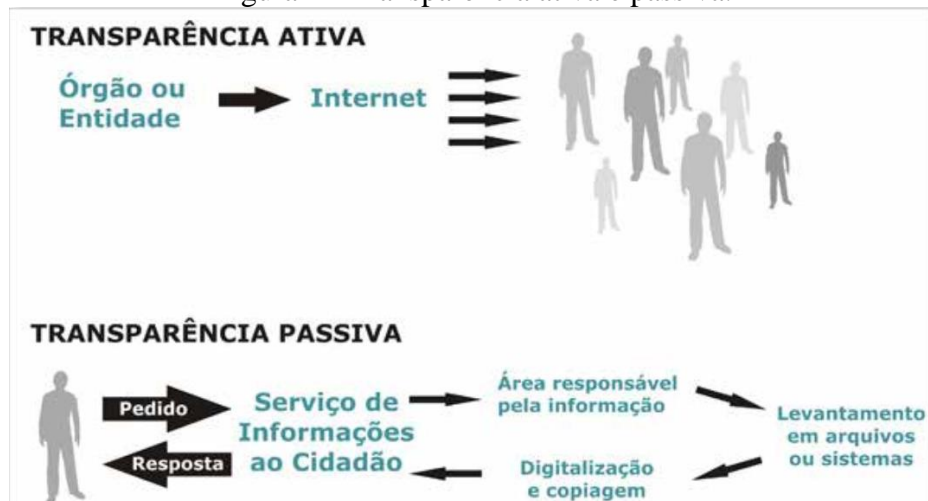 TRANSPARÊNCIA ATIVA
Órgão ou
Entidade
Internet
TRANSPARÊNCIA PASSIVA
Pedido
Resposta
Serviço de
Informações
ao Cidadão
Área responsável
pela informação
Levantamento
em arquivos
ou sistemas
Digitalização
e copiagem